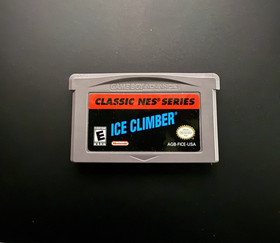 GAME BOY ADVANCE
CLASSIC NES® SERIES
ICE CLIMBER®
E
Nintendo
AGB-FICE-USA